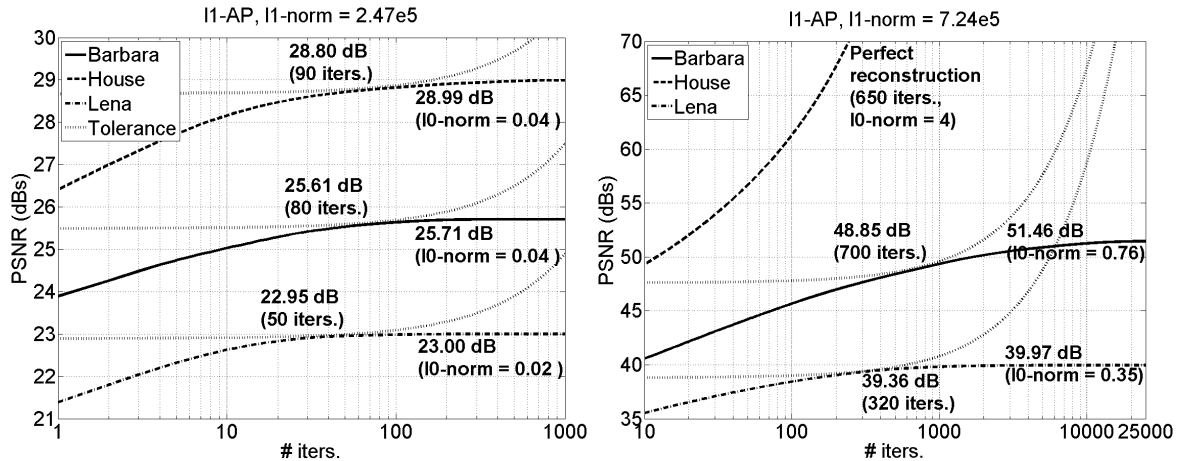 l1-AP, l1-norm = 2.47e5
PSNR (dBs)
30
29
28
27
26
25
24
23
22
21
Barbara
House
Lena
Tolerance
28.80 dB
(90 iters.)
28.99 dB
(l0-norm = 0.04 )
25.61 dB
(80 iters.)
25.71 dB
(l0-norm = 0.04 )
22.95 dB
(50 iters.)
23.00 dB
(l0-norm = 0.02 )
1
10
100
1000
# iters.
l1-AP, l1-norm = 7.24e5
PSNR (dBs)
70
65
60
55
50
45
40
35
Barbara
House
Lena
Perfect
reconstruction
(650 iters.,
l0-norm = 4)
48.85 dB
(700 iters.)
51.46 dB
(l0-norm = 0.76)
39.97 dB
(l0-norm = 0.35)
39.36 dB
(320 iters.)
10
100
1000
10000
25000
# iters.